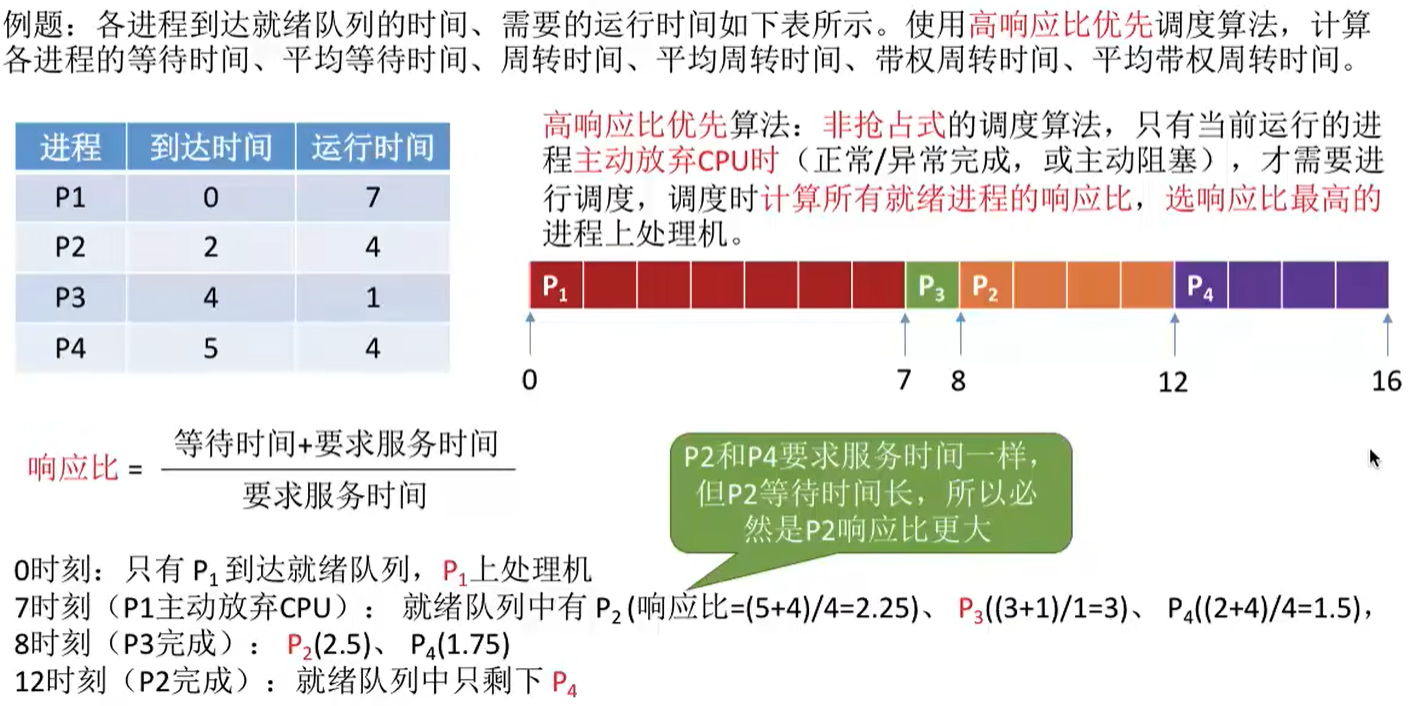 例题：各进程到达就绪队列的时间、需要的运行时间如下表所示。使用高响应比优先调度算法，计算
各进程的等待时间、平均等待时间、周转时间、平均周转时间、带权周转时间、平均带权周转时间。
进程 到达时间 运行时间
P1 0 7
P2 2 4
P3 4 1
P4 5 4
高响应比优先算法：非抢占式的调度算法，只有当前运行的进
程主动放弃CPU时（正常/异常完成，或主动阻塞），才需要进
行调度，调度时计算所有就绪进程的响应比，选响应比最高的
进程上处理机。
P₁ P₃ P₂ P₄
0 7 8 12 16
响应比 = 
等待时间+要求服务时间
要求服务时间
P2和P4要求服务时间一样，
但P2等待时间长，所以必
然是P2响应比更大
0时刻：只有 P₁ 到达就绪队列，P₁上处理机
7时刻（P1主动放弃CPU）： 就绪队列中有 P₂ (响应比=(5+4)/4=2.25)、 P₃((3+1)/1=3)、 P₄((2+4)/4=1.5)，
8时刻（P3完成）： P₂(2.5)、 P₄(1.75)
12时刻（P2完成）：就绪队列中只剩下 P₄